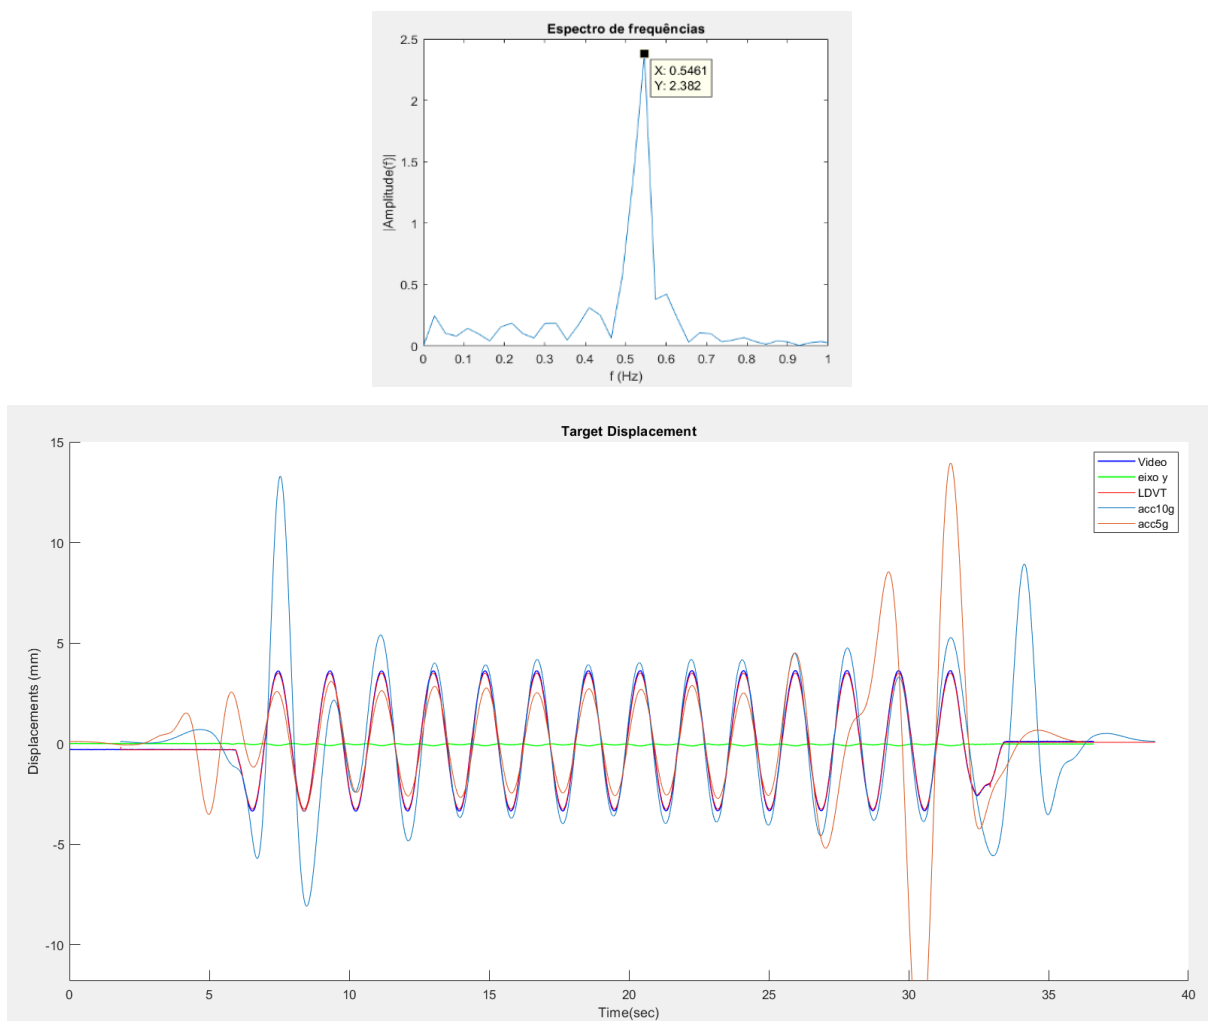 Espectro de frequências
2.5
2
1.5
1
0.5
0
|Amplitude(f)|
X: 0.5461
Y: 2.382
0 0.1 0.2 0.3 0.4 0.5 0.6 0.7 0.8 0.9 1
f (Hz)
Target Displacement
15
10
5
0
-5
-10
Displacements (mm)
Video
eixo y
LDVT
acc10g
acc5g
0 5 10 15 20 25 30 35 40
Time(sec)